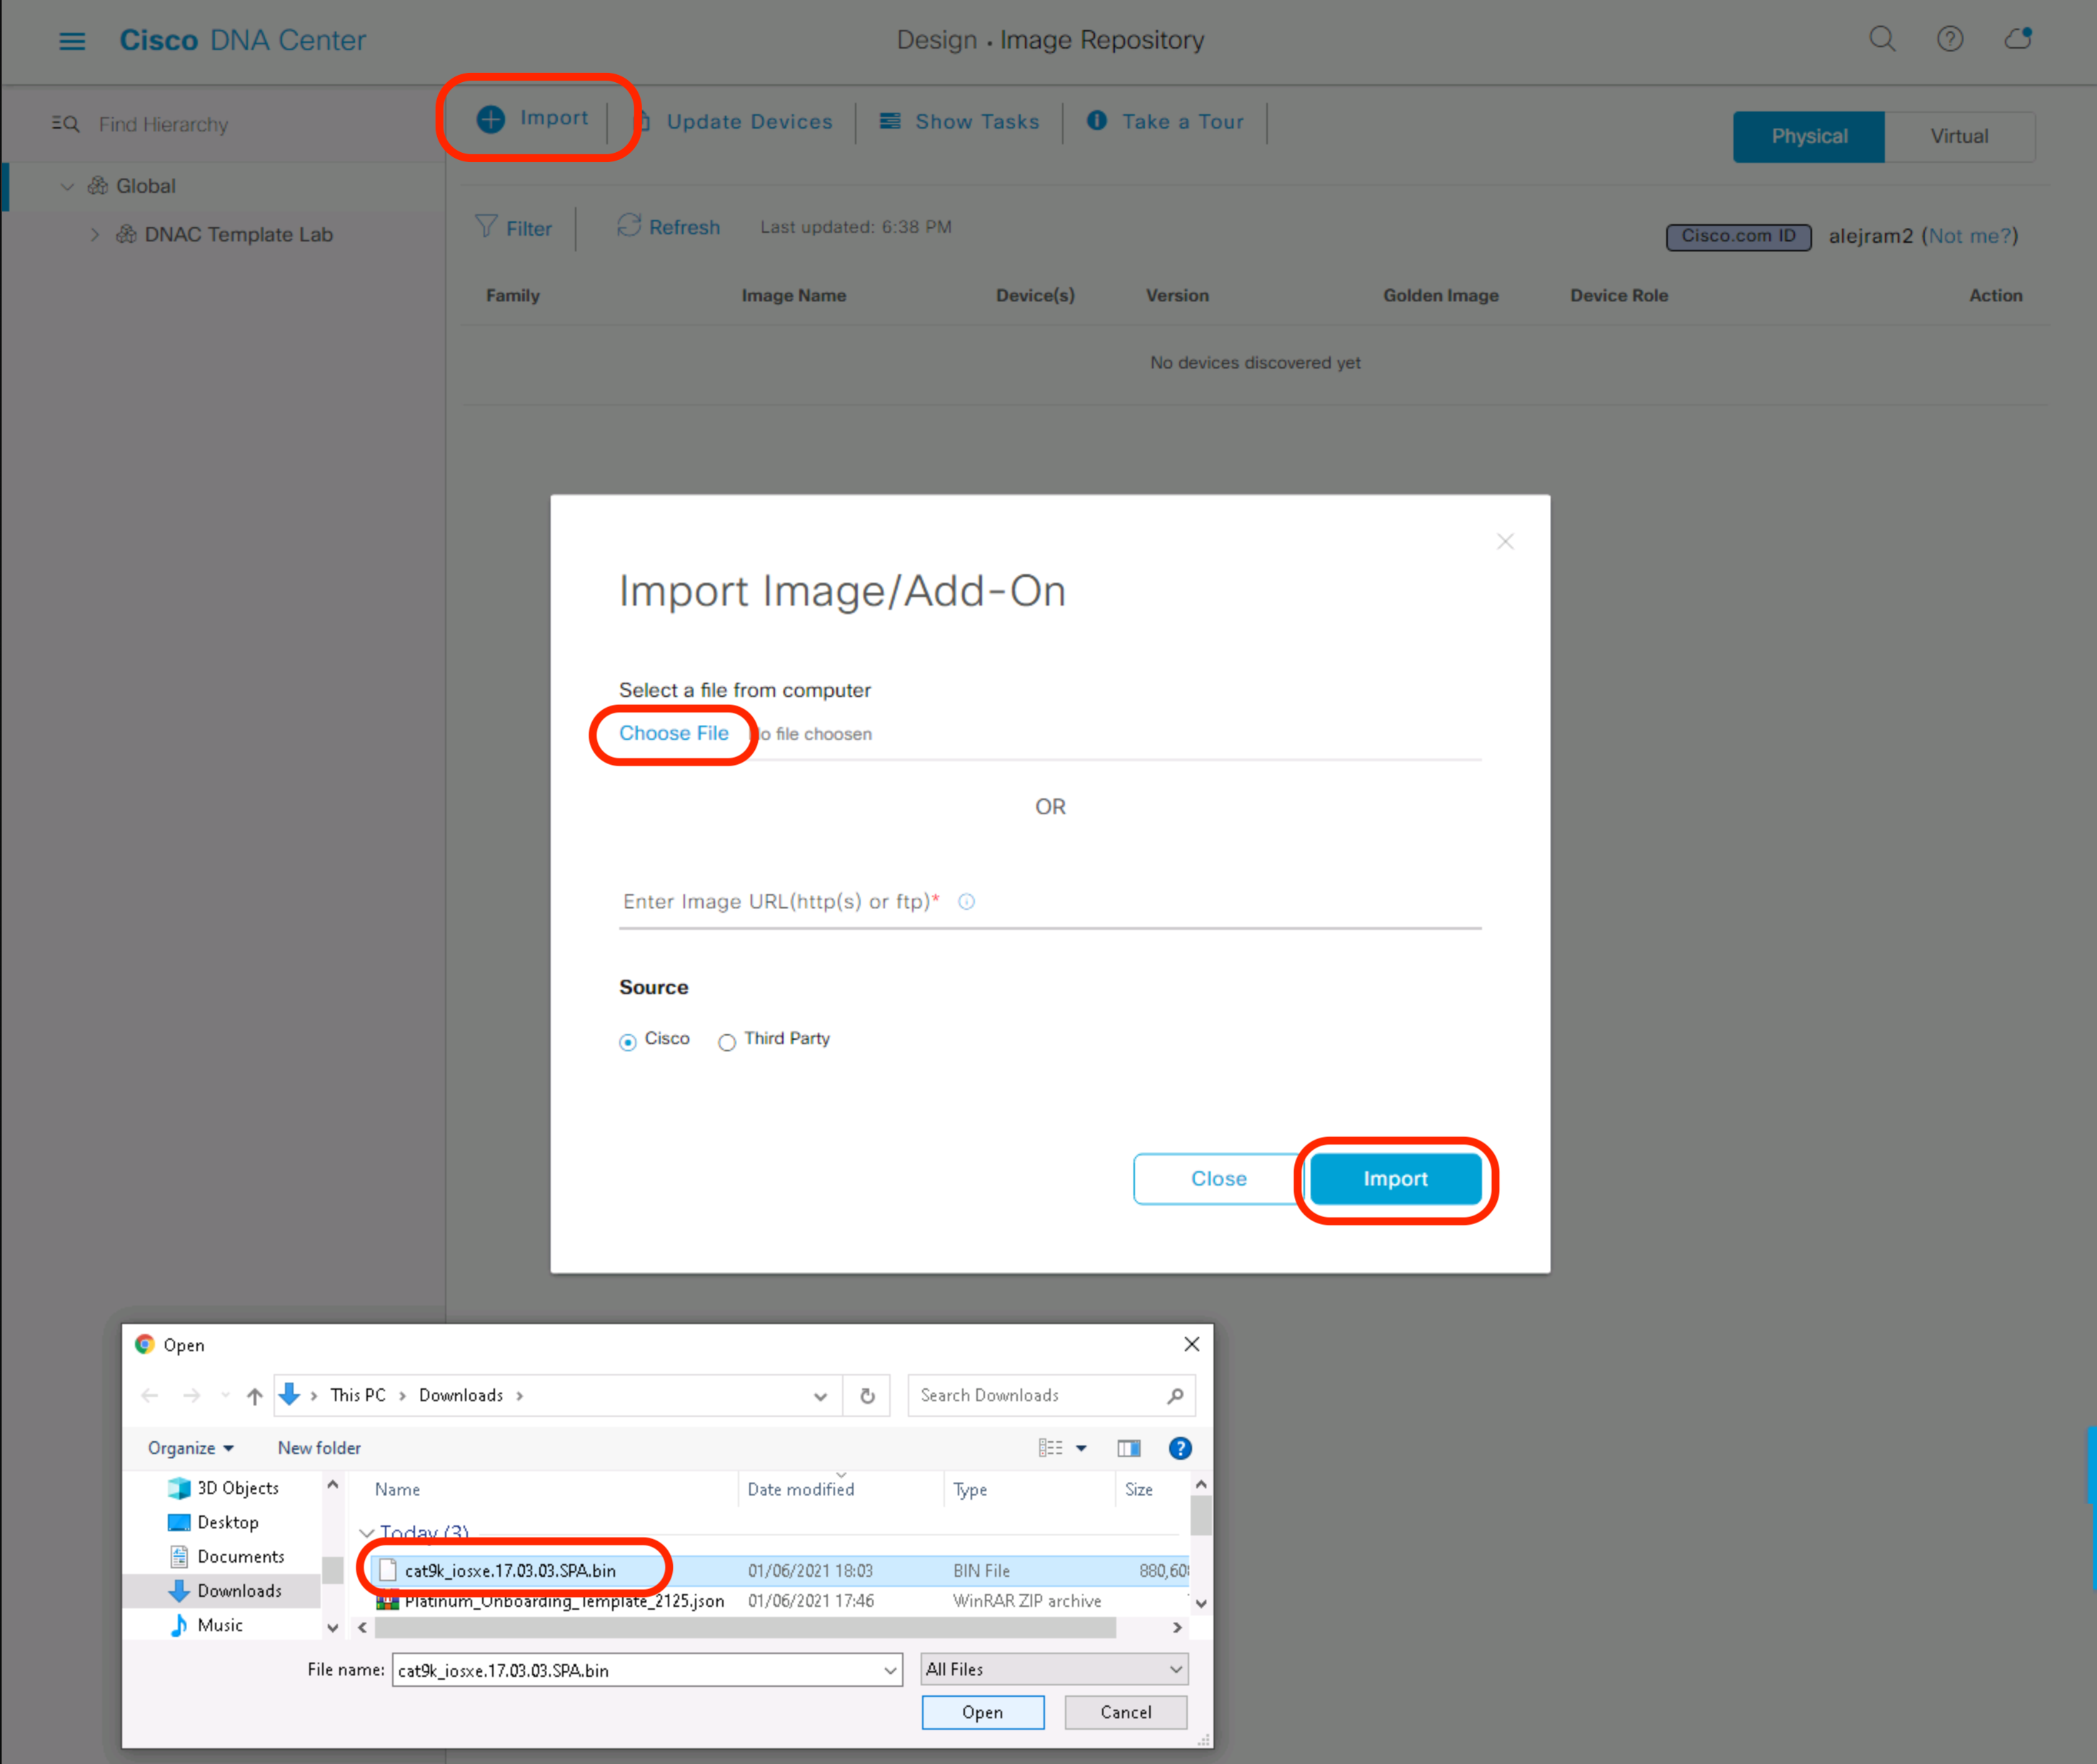 Cisco DNA Center
Design • Image Repository
Find Hierarchy
Global
DNAC Template Lab
Import
Update Devices
Show Tasks
Take a Tour
Physical
Virtual
Filter
Refresh
Last updated: 6:38 PM
Cisco.com ID
alejram2 (Not me?)
Family Image Name Device(s) Version Golden Image Device Role Action
No devices discovered yet
Import Image/Add-On
Select a file from computer
Choose File
file choosen
OR
Enter Image URL(http(s) or ftp)*
Source
Cisco
Third Party
Close
Import
Open
This PC > Downloads >
Search Downloads
Organize
New folder
3D Objects
Desktop
Documents
Downloads
Music
Name Date modified Type Size
Today (3)
cat9k_iosxe.17.03.03.SPA.bin 01/06/2021 18:03 BIN File
Platinum_Onboarding_Template_2125.json 01/06/2021 17:46 WinRAR ZIP archive
File name: cat9k_iosxe.17.03.03.SPA.bin
All Files
Open
Cancel